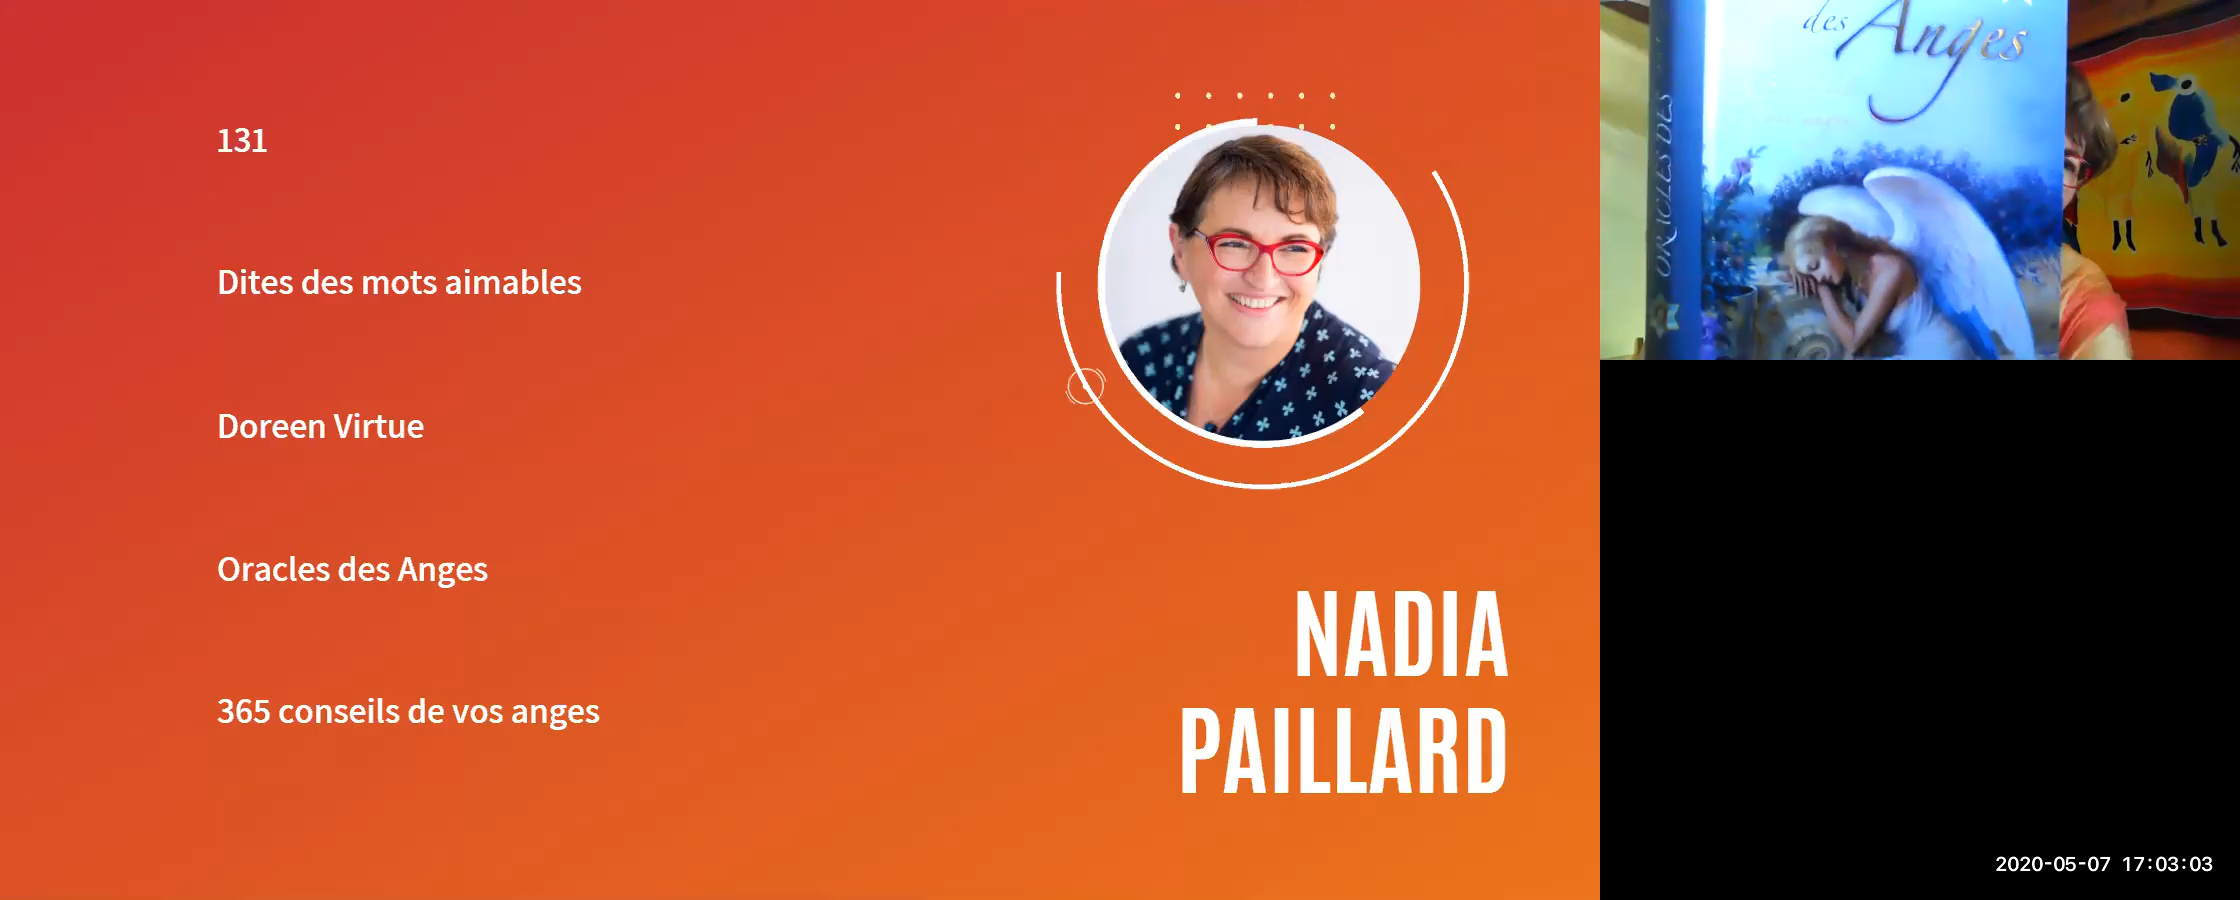 131
Dites des mots aimables
Doreen Virtue
Oracles des Anges
365 conseils de vos anges
NADIA
PAILLARD
des Anges
ORACLES DES
2020-05-07 17:03:03